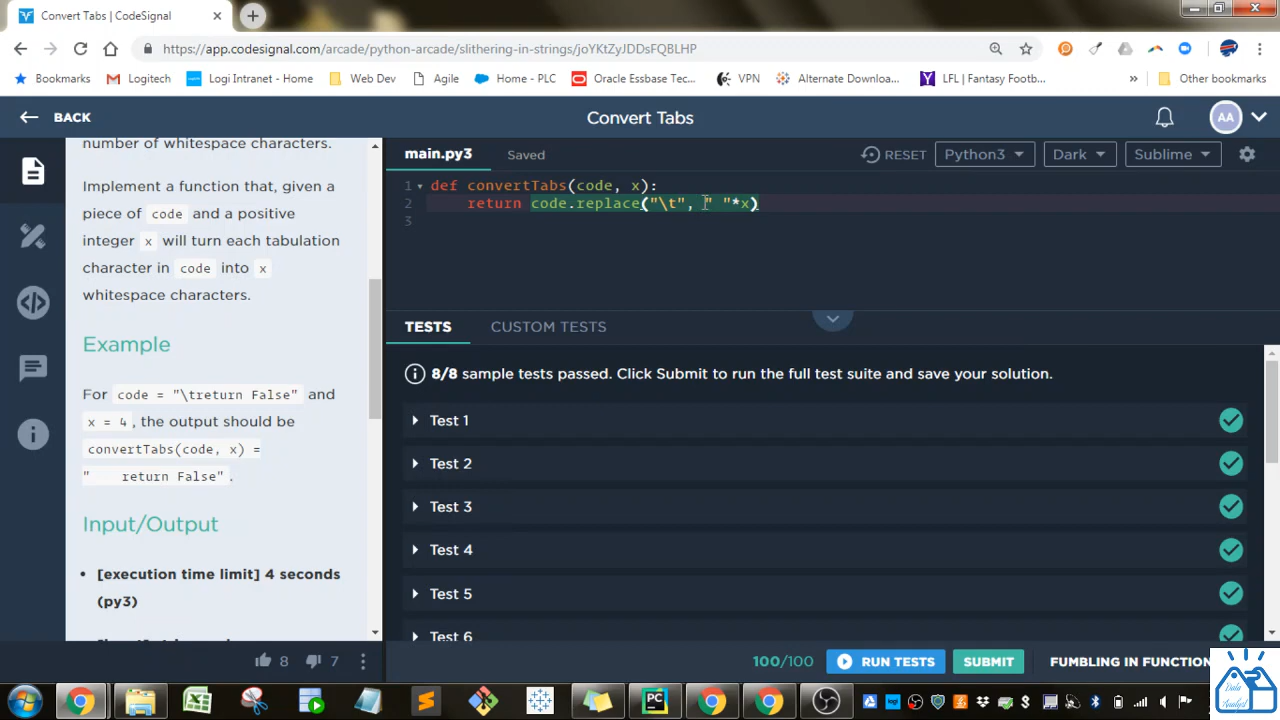 Convert Tabs | CodeSignal
https://app.codesignal.com/arcade/python-arcade/slithering-in-strings/joYKtZyJDDsFQBLHP
Bookmarks
Logitech
Logi Intranet - Home
Web Dev
Agile
Home - PLC
Oracle Essbase Tec...
VPN
Alternate Downloa...
LFL | Fantasy Footb...
»
Other bookmarks
BACK
Convert Tabs
AA
number of whitespace characters.
Implement a function that, given a
piece of code and a positive
integer x will turn each tabulation
character in code into x
whitespace characters.
Example
For code = "\treturn False" and
x = 4, the output should be
convertTabs(code, x) =
"    return False".
Input/Output
• [execution time limit] 4 seconds
(py3)
8
7
main.py3
Saved
RESET
Python3
Dark
Sublime
1 def convertTabs(code, x):
2     return code.replace("\t", " "*x)
3
TESTS
CUSTOM TESTS
8/8 sample tests passed. Click Submit to run the full test suite and save your solution.
Test 1
Test 2
Test 3
Test 4
Test 5
Test 6
100/100
RUN TESTS
SUBMIT
FUMBLING IN FUNCTION
PC
Data
Analyst